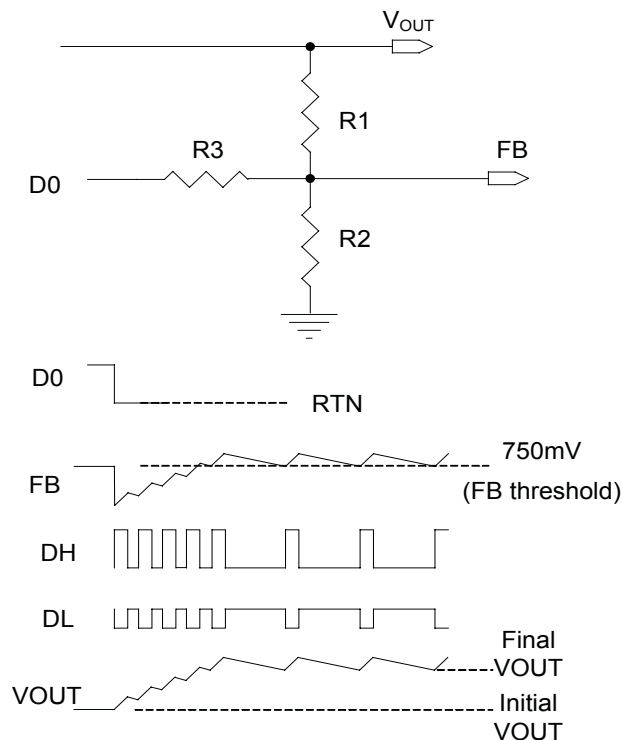 VOUT
R1
R3
FB
D0
R2
D0
RTN
750mV
FB
(FB threshold)
DH
DL
Final
VOUT
VOUT
Initial
VOUT